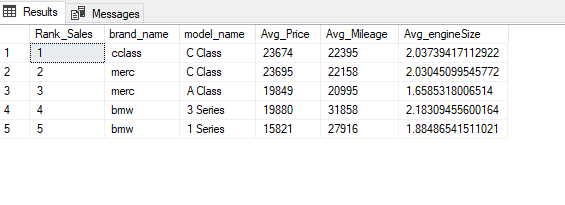 Results Messages
Rank_Sales brand_name model_name Avg_Price Avg_Mileage Avg_engineSize
1 1 cclass C Class 23674 22395 2.03739417112922
2 2 merc C Class 23695 22158 2.03045099545772
3 3 merc A Class 19849 20995 1.6585318006514
4 4 bmw 3 Series 19880 31858 2.18309455600164
5 5 bmw 1 Series 15821 27916 1.88486541511021